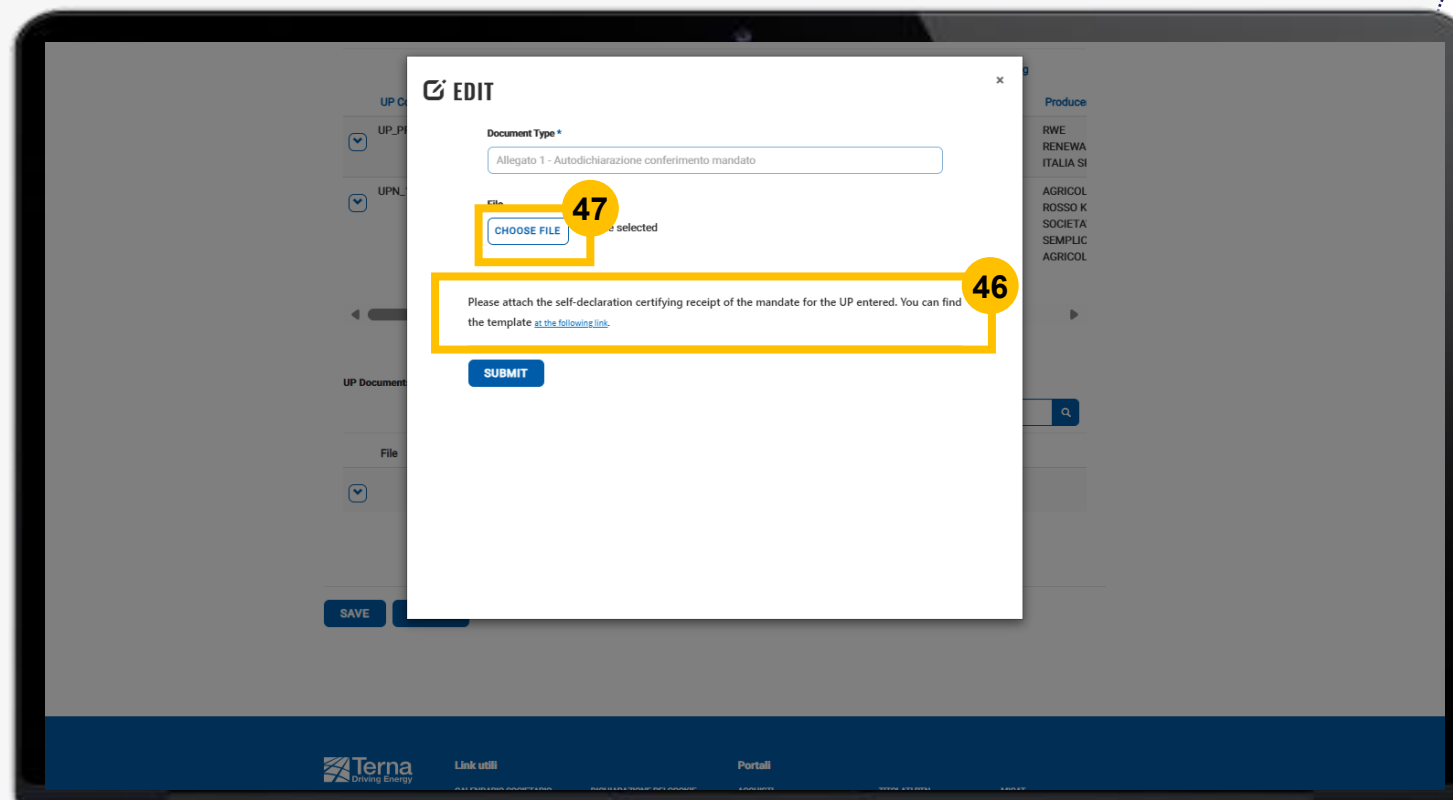 EDIT
×
UP
Produce
Document Type *
UP_P
RWE
RENEWA
ITALIA
Allegato 1 - Autodichiarazione conferimento mandato
UPN_
AGRICOL
ROSSO K
SOCIETA'
SEMPLIC
AGRICOL
47
CHOOSE FILE
selected
46
Please attach the self-declaration certifying receipt of the mandate for the UP entered. You can find
the template at the following link.
SUBMIT
UP Document
File
SAVE
Terna
Driving Energy
Link utili
Portali